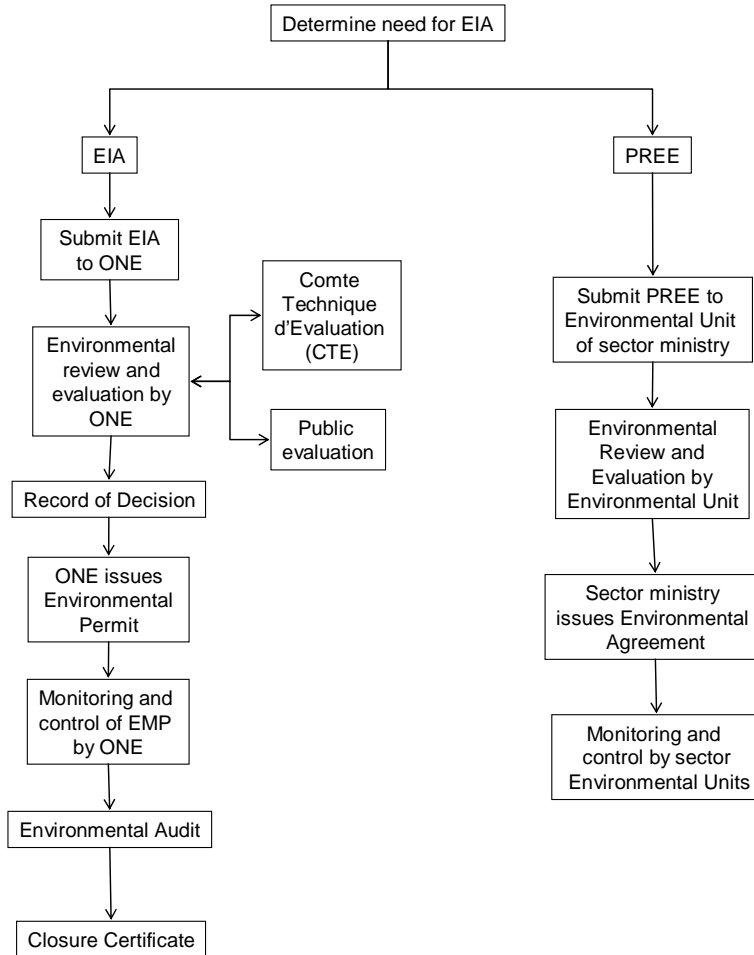 Determine need for EIA
EIA
PREE
Submit EIA
to ONE
Comte
Technique
d'Evaluation
(CTE)
Submit PREE to
Environmental Unit
of sector ministry
Environmental
review and
evaluation by
ONE
Public
evaluation
Environmental
Review and
Evaluation by
Environmental Unit
Record of Decision
ONE issues
Environmental
Permit
Sector ministry
issues Environmental
Agreement
Monitoring and
control of EMP
by ONE
Monitoring and
control by sector
Environmental Units
Environmental Audit
Closure Certificate